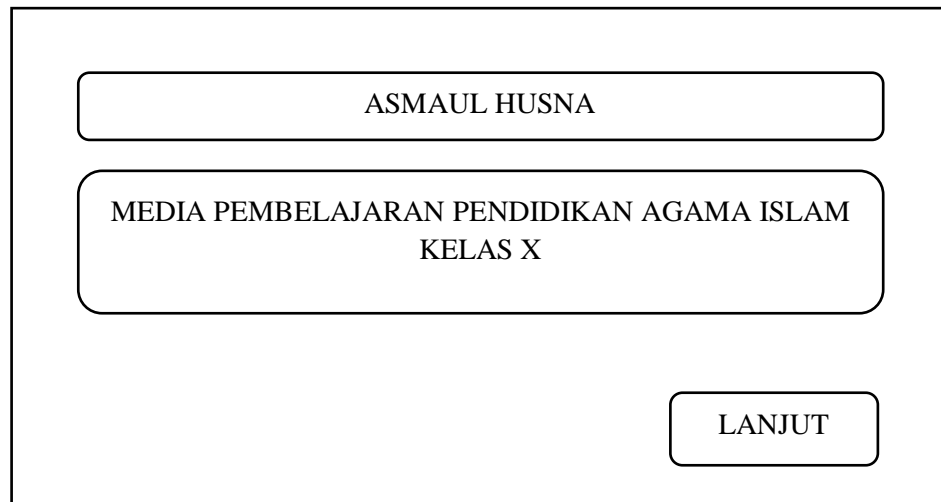 ASMAUL HUSNA
MEDIA PEMBELAJARAN PENDIDIKAN AGAMA ISLAM
KELAS X
LANJUT